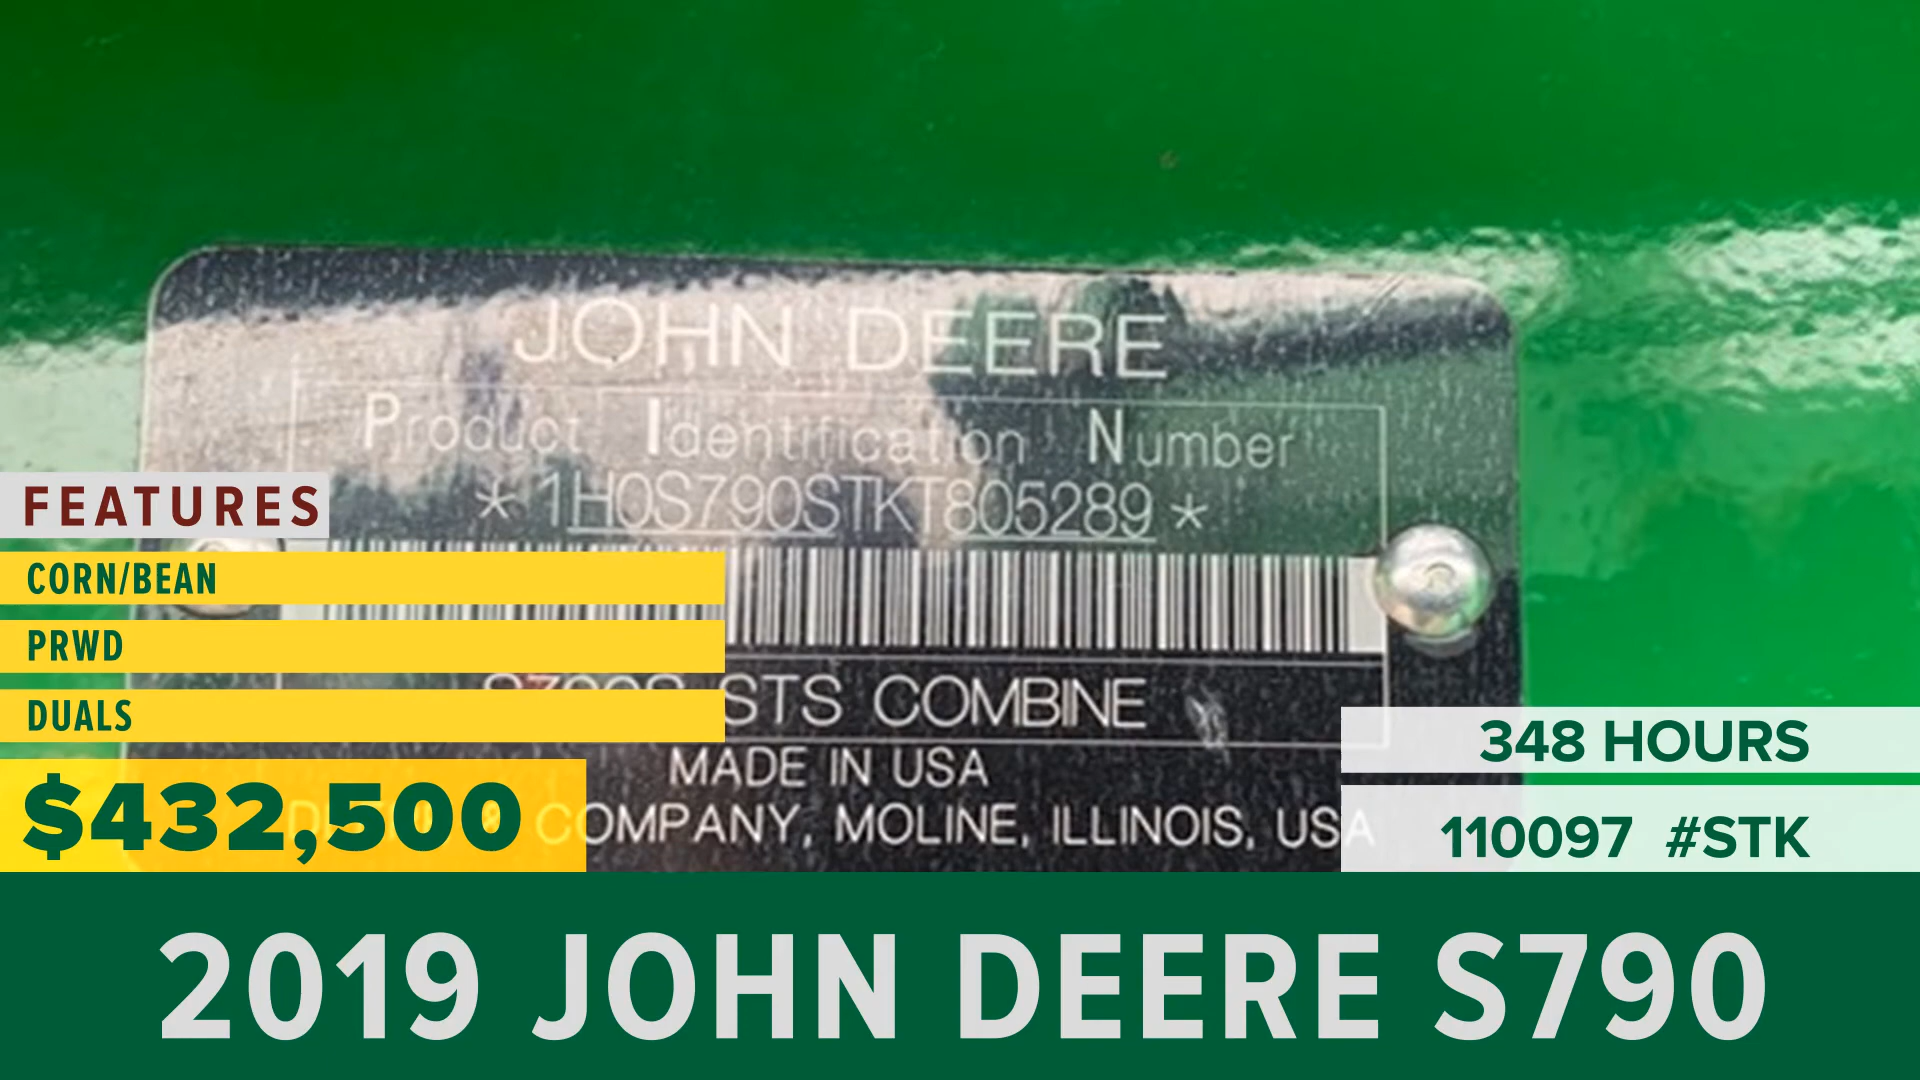 JOHN DEERE
Product Identification Number
* 1H0S790STKT805289 *
FEATURES
CORN/BEAN
PRWD
DUALS
STS COMBINE
MADE IN USA
COMPANY, MOLINE, ILLINOIS, USA
$432,500
348 HOURS
110097 #STK
2019 JOHN DEERE S790